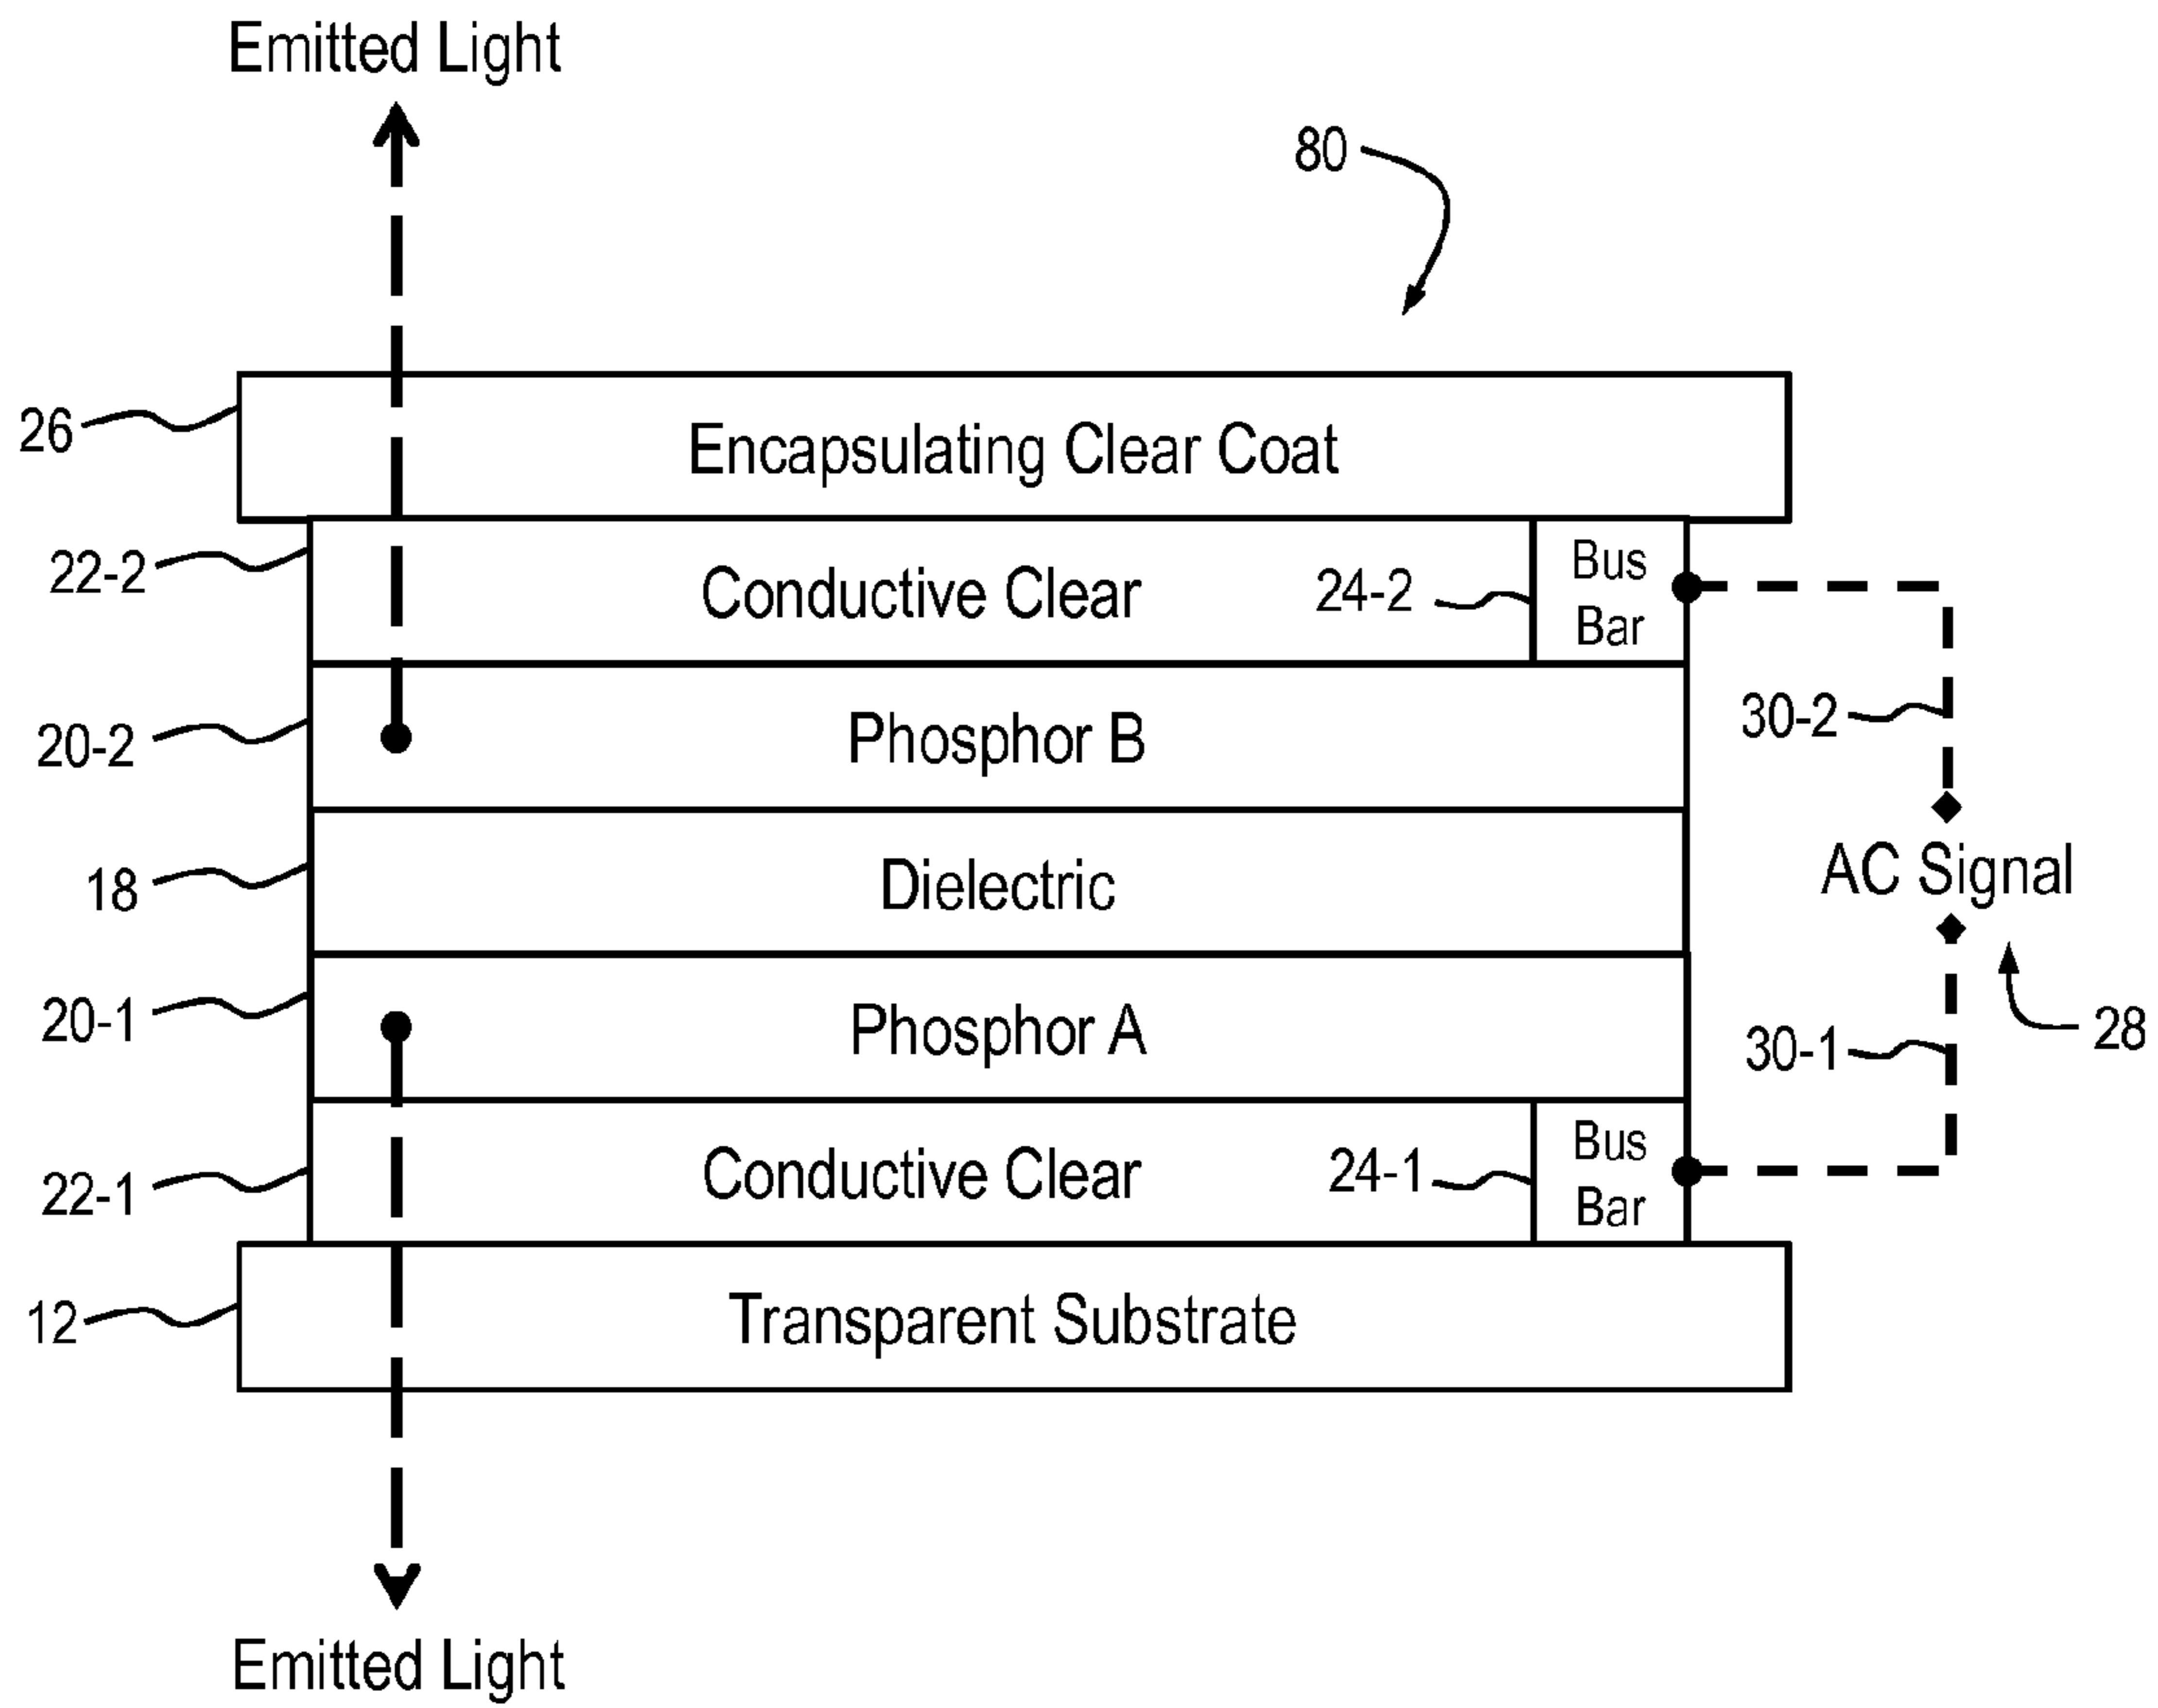 Emitted Light
80
26
Encapsulating Clear Coat
22-2
Conductive Clear
24-2
Bus
Bar
20-2
Phosphor B
30-2
18
Dielectric
AC Signal
20-1
Phosphor A
30-1
28
22-1
Conductive Clear
24-1
Bus
Bar
12
Transparent Substrate
Emitted Light